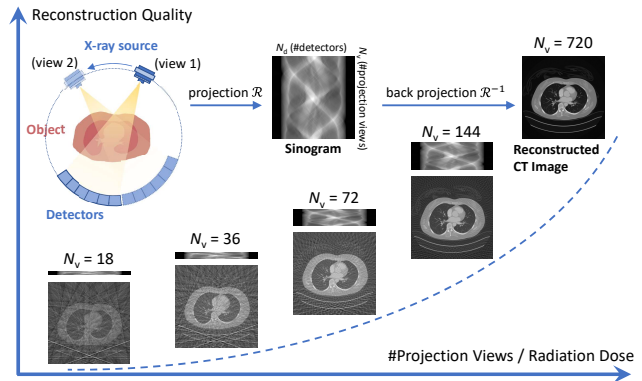 Reconstruction Quality
X-ray source
(view 2)
(view 1)
Object
Detectors
projection ℛ
N_d (#detectors)
N_v (#projection views)
Sinogram
back projection ℛ⁻¹
N_v = 720
Reconstructed
CT Image
N_v = 144
N_v = 72
N_v = 36
N_v = 18
#Projection Views / Radiation Dose